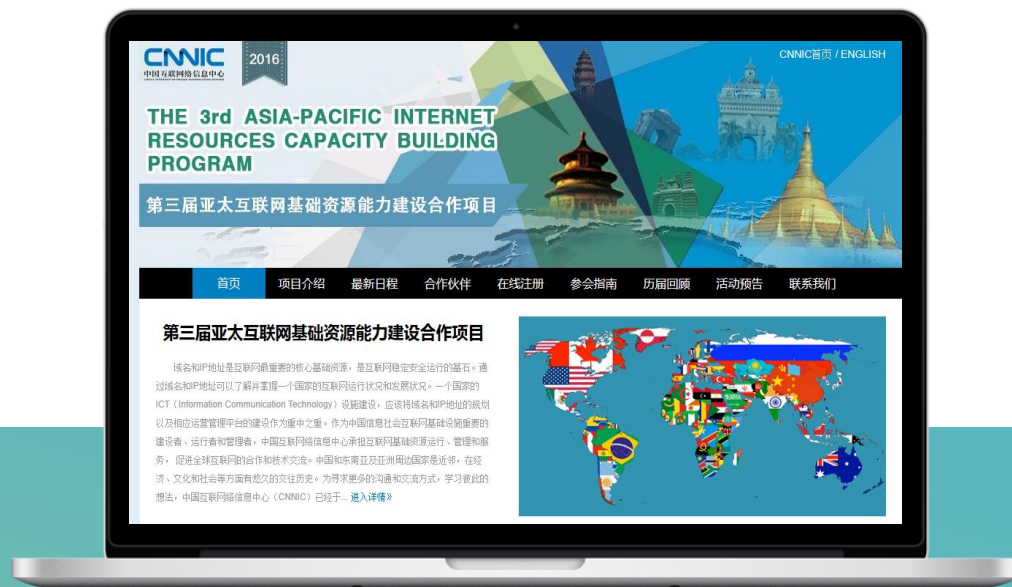 CNNIC
中国互联网络信息中心
2016
CNNIC首页 / ENGLISH
THE 3rd ASIA-PACIFIC INTERNET
RESOURCES CAPACITY BUILDING
PROGRAM
第三届亚太互联网基础资源能力建设合作项目
首页 项目介绍 最新日程 合作伙伴 在线注册 参会指南 历届回顾 活动预告 联系我们
第三届亚太互联网基础资源能力建设合作项目
域名和IP地址是互联网最重要的核心基础资源，是互联网稳定安全运行的基石。通
过域名和IP地址可以了解并掌握一个国家的互联网运行状况和发展状况。一个国家的
ICT（Information Communication Technology）设施建设，应该将域名和IP地址的规划
以及相应运营管理平台的建设作为重中之重。作为中国信息社会互联网基础设施重要的
建设者、运行者和管理者，中国互联网络信息中心承担互联网基础资源运行、管理和服
务，促进全球互联网的合作和技术交流。中国和东南亚及亚洲周边国家是近邻，在经
济、文化和社会等方面有悠久的交往历史。为寻求更多的沟通和交流方式，学习彼此的
想法，中国互联网络信息中心（CNNIC）已经于... 进入详情》